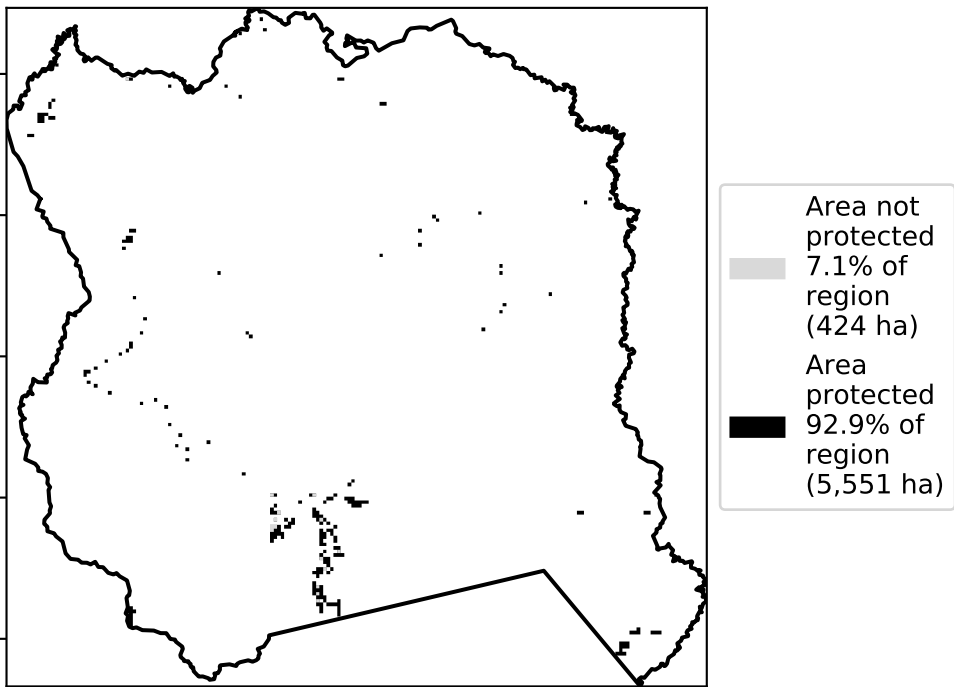 Area not
protected
7.1% of
region
(424 ha)
Area
protected
92.9% of
region
(5,551 ha)